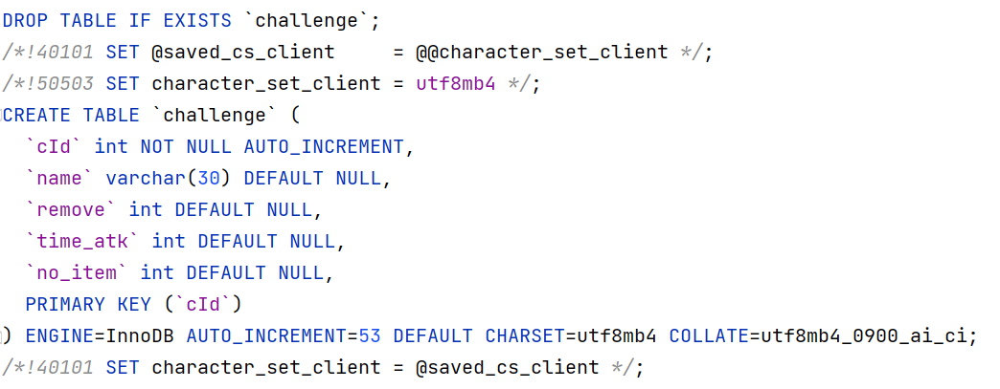 DROP TABLE IF EXISTS `challenge`;
/*!40101 SET @saved_cs_client     = @@character_set_client */;
/*!50503 SET character_set_client = utf8mb4 */;
CREATE TABLE `challenge` (
  `cId` int NOT NULL AUTO_INCREMENT,
  `name` varchar(30) DEFAULT NULL,
  `remove` int DEFAULT NULL,
  `time_atk` int DEFAULT NULL,
  `no_item` int DEFAULT NULL,
  PRIMARY KEY (`cId`)
) ENGINE=InnoDB AUTO_INCREMENT=53 DEFAULT CHARSET=utf8mb4 COLLATE=utf8mb4_0900_ai_ci;
/*!40101 SET character_set_client = @saved_cs_client */;